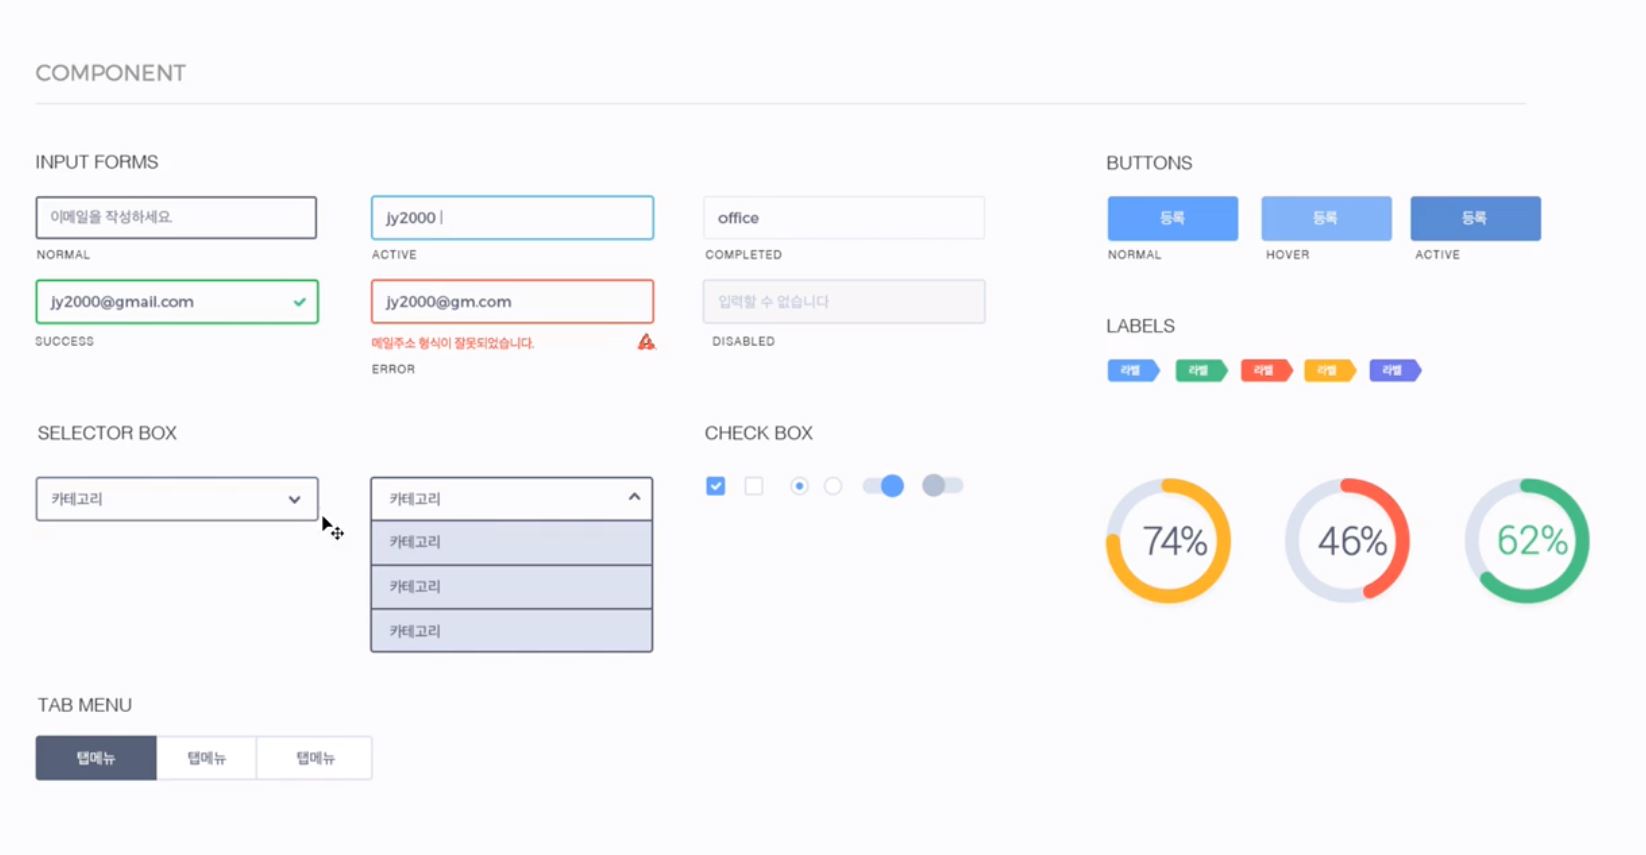 COMPONENT
INPUT FORMS
이메일을 작성하세요.
NORMAL
jy2000
ACTIVE
office
COMPLETED
jy2000@gmail.com
SUCCESS
jy2000@gm.com
메일주소 형식이 잘못되었습니다.
ERROR
입력할 수 없습니다
DISABLED
BUTTONS
등록
NORMAL
등록
HOVER
등록
ACTIVE
LABELS
라벨
라벨
라벨
라벨
라벨
SELECTOR BOX
카테고리
카테고리
카테고리
카테고리
카테고리
CHECK BOX
74%
46%
62%
TAB MENU
탭메뉴
탭메뉴
탭메뉴